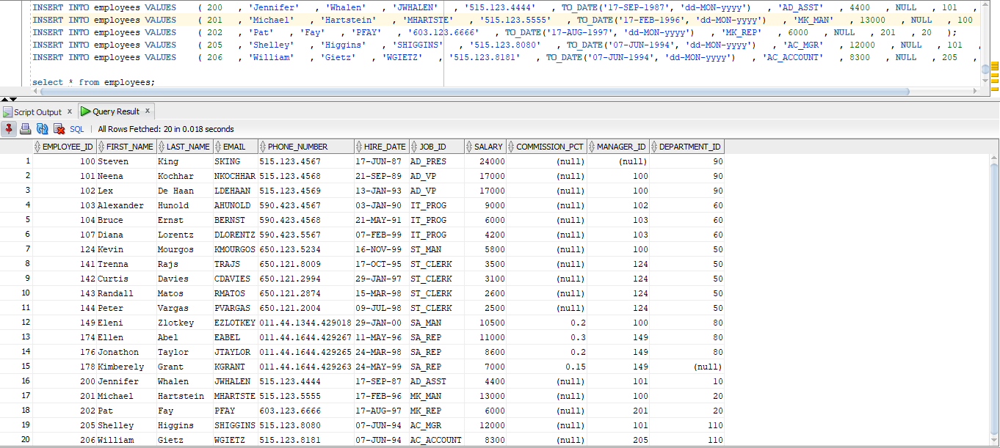 INSERT INTO employees VALUES ( 200 , 'Jennifer' , 'Whalen' , 'JWHALEN' , '515.123.4444' , TO_DATE('17-SEP-1987', 'dd-MON-yyyy') , 'AD_ASST' , 4400 , NULL , 101 ,
INSERT INTO employees VALUES ( 201 , 'Michael' , 'Hartstein' , 'MHARTSTE' , '515.123.5555' , TO_DATE('17-FEB-1996', 'dd-MON-yyyy') , 'MK_MAN' , 13000 , NULL , 100
INSERT INTO employees VALUES ( 202 , 'Pat' , 'Fay' , 'PFAY' , '603.123.6666' , TO_DATE('17-AUG-1997', 'dd-MON-yyyy') , 'MK_REP' , 6000 , NULL , 201 , 20 );
INSERT INTO employees VALUES ( 205 , 'Shelley' , 'Higgins' , 'SHIGGINS' , '515.123.8080' , TO_DATE('07-JUN-1994', 'dd-MON-yyyy') , 'AC_MGR' , 12000 , NULL , 101 ,
INSERT INTO employees VALUES ( 206 , 'William' , 'Gietz' , 'WGIETZ' , '515.123.8181' , TO_DATE('07-JUN-1994', 'dd-MON-yyyy') , 'AC_ACCOUNT' , 8300 , NULL , 205 ,
select * from employees;
Script Output x Query Result x
SQL | All Rows Fetched: 20 in 0.018 seconds
EMPLOYEE_ID FIRST_NAME LAST_NAME EMAIL PHONE_NUMBER HIRE_DATE JOB_ID SALARY COMMISSION_PCT MANAGER_ID DEPARTMENT_ID
1 100 Steven King SKING 515.123.4567 17-JUN-87 AD_PRES 24000 (null) (null) 90
2 101 Neena Kochhar NKOCHHAR 515.123.4568 21-SEP-89 AD_VP 17000 (null) 100 90
3 102 Lex De Haan LDEHAAN 515.123.4569 13-JAN-93 AD_VP 17000 (null) 100 90
4 103 Alexander Hunold AHUNOLD 590.423.4567 03-JAN-90 IT_PROG 9000 (null) 102 60
5 104 Bruce Ernst BERNST 590.423.4568 21-MAY-91 IT_PROG 6000 (null) 103 60
6 107 Diana Lorentz DLORENTZ 590.423.5567 07-FEB-99 IT_PROG 4200 (null) 103 60
7 124 Kevin Mourgos KMOURGOS 650.123.5234 16-NOV-99 ST_MAN 5800 (null) 100 50
8 141 Trenna Rajs TRAJS 650.121.8009 17-OCT-95 ST_CLERK 3500 (null) 124 50
9 142 Curtis Davies CDAVIES 650.121.2994 29-JAN-97 ST_CLERK 3100 (null) 124 50
10 143 Randall Matos RMATOS 650.121.2874 15-MAR-98 ST_CLERK 2600 (null) 124 50
11 144 Peter Vargas PVARGAS 650.121.2004 09-JUL-98 ST_CLERK 2500 (null) 124 50
12 149 Eleni Zlotkey EZLOTKEY 011.44.1344.429018 29-JAN-00 SA_MAN 10500 0.2 100 80
13 174 Ellen Abel EABEL 011.44.1644.429267 11-MAY-96 SA_REP 11000 0.3 149 80
14 176 Jonathon Taylor JTAYLOR 011.44.1644.429265 24-MAR-98 SA_REP 8600 0.2 149 80
15 178 Kimberely Grant KGRANT 011.44.1644.429263 24-MAY-99 SA_REP 7000 0.15 149 (null)
16 200 Jennifer Whalen JWHALEN 515.123.4444 17-SEP-87 AD_ASST 4400 (null) 101 10
17 201 Michael Hartstein MHARTSTE 515.123.5555 17-FEB-96 MK_MAN 13000 (null) 100 20
18 202 Pat Fay PFAY 603.123.6666 17-AUG-97 MK_REP 6000 (null) 201 20
19 205 Shelley Higgins SHIGGINS 515.123.8080 07-JUN-94 AC_MGR 12000 (null) 101 110
20 206 William Gietz WGIETZ 515.123.8181 07-JUN-94 AC_ACCOUNT 8300 (null) 205 110